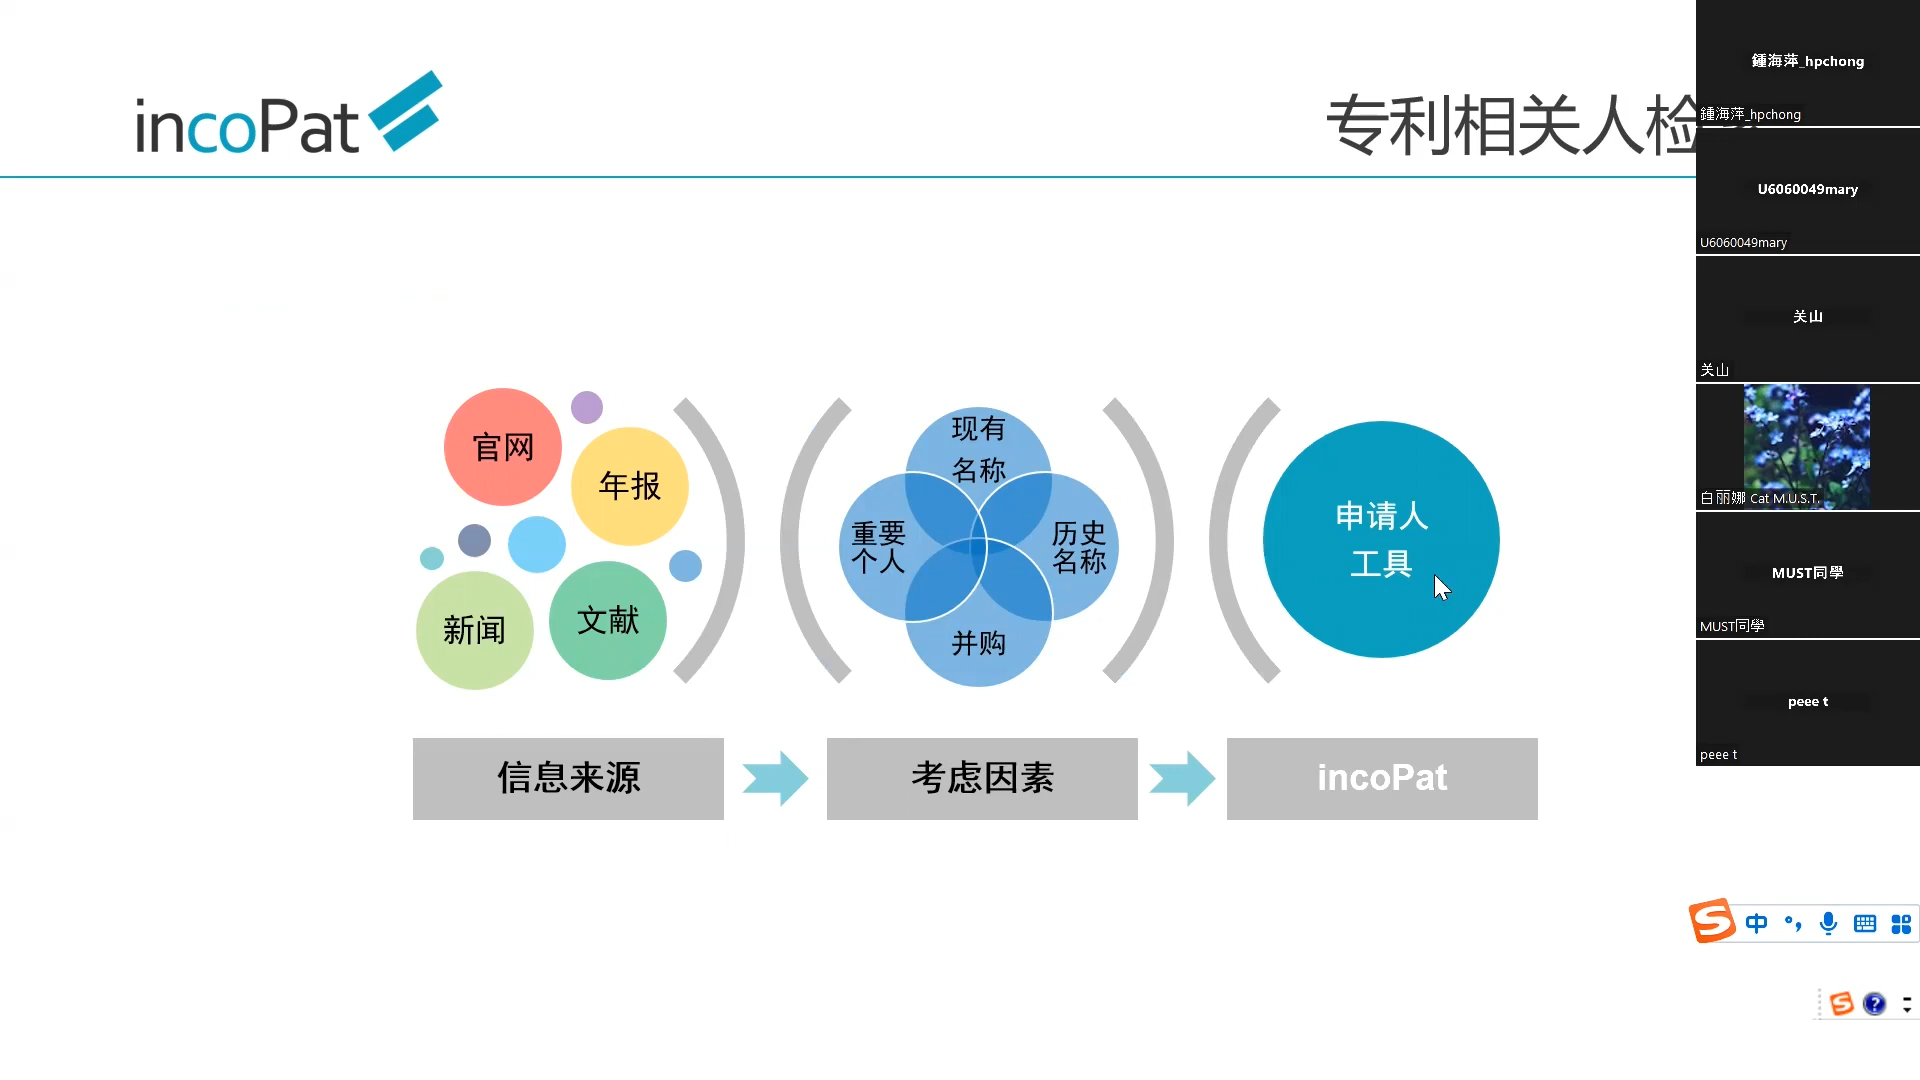 incoPat
专利相关人检
官网
年报
新闻
文献
现有
名称
重要
个人
历史
名称
并购
申请人
工具
信息来源
考虑因素
incoPat
鍾海萍_hpchong
鍾海萍_hpchong
U6060049mary
U6060049mary
关山
关山
白丽娜 Cat M.U.S.T.
MUST同學
MUST同學
peee t
peee t
中